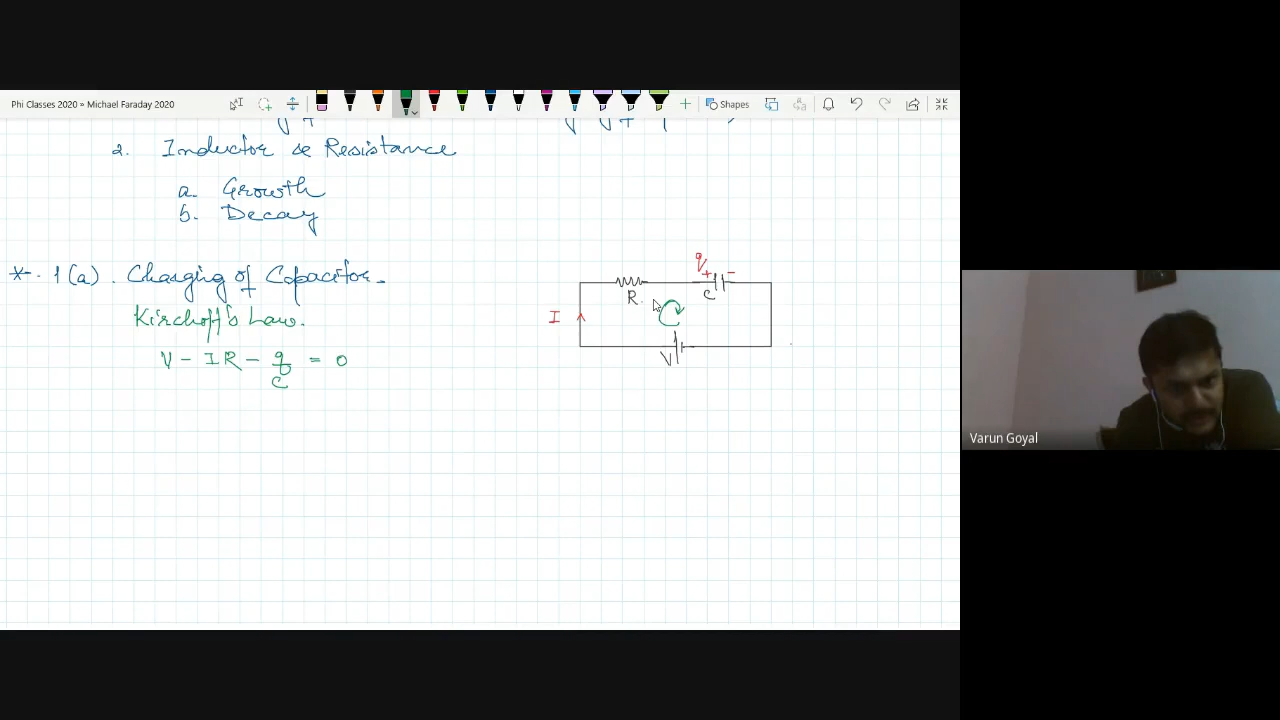 Phi Classes 2020 » Michael Faraday 2020
Shapes
2. Inductor & Resistance
a. Growth
b. Decay
*. 1(a). Charging of Capacitor.
Kirchoff's Law.
V - IR - q/C = 0
q
+ -
R.
C
I
V
Varun Goyal